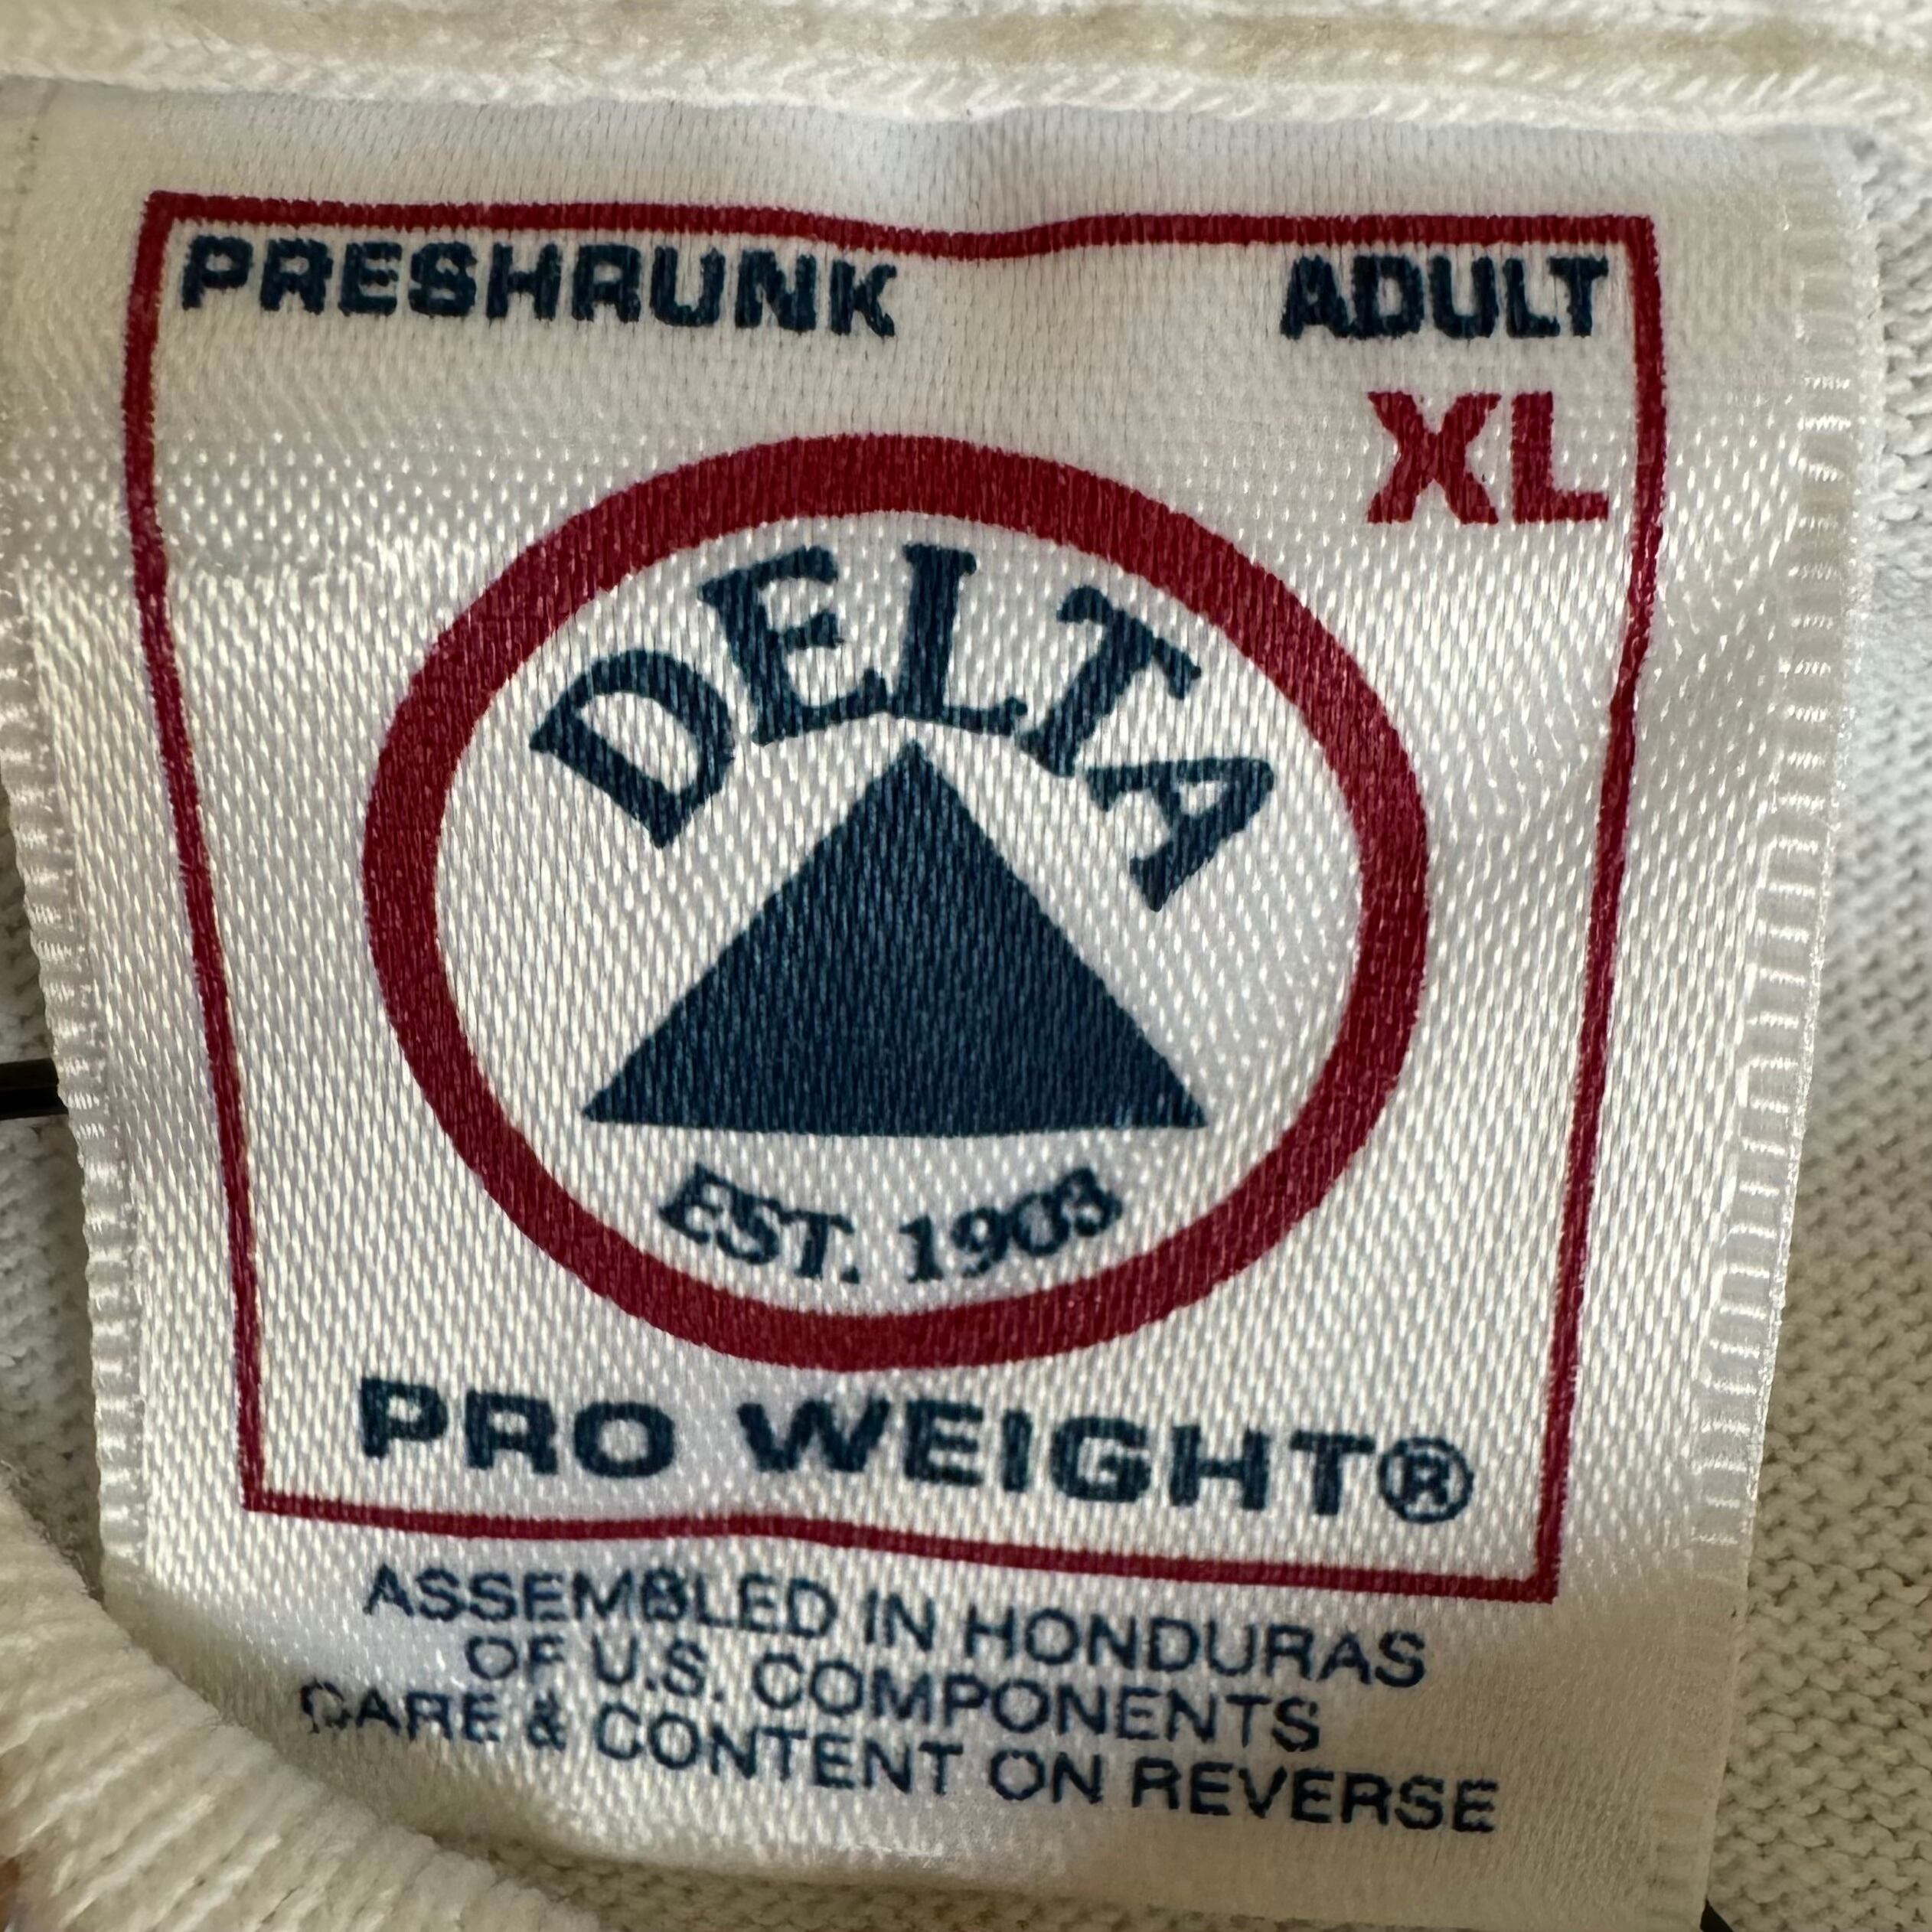 PRESHRUNK ADULT
XL
DELTA
EST. 1903
PRO WEIGHT®
ASSEMBLED IN HONDURAS
OF U.S. COMPONENTS
CARE & CONTENT ON REVERSE